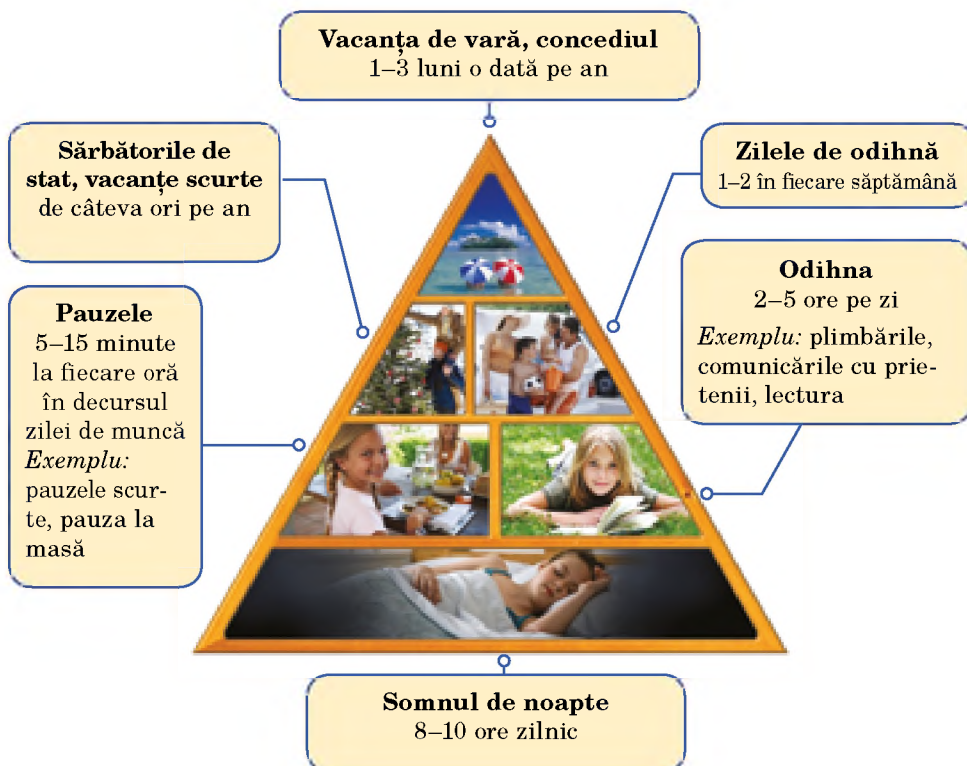 Vacanța de vară, concediul
1–3 luni o dată pe an
Sărbătorile de
stat, vacanțe scurte
de câteva ori pe an
Zilele de odihnă
1–2 în fiecare săptămână
Pauzele
5–15 minute
la fiecare oră
în decursul
zilei de muncă
Exemplu:
pauzele scur-
te, pauza la
masă
Odihna
2–5 ore pe zi
Exemplu: plimbările,
comunicările cu prie-
tenii, lectura
Somnul de noapte
8–10 ore zilnic